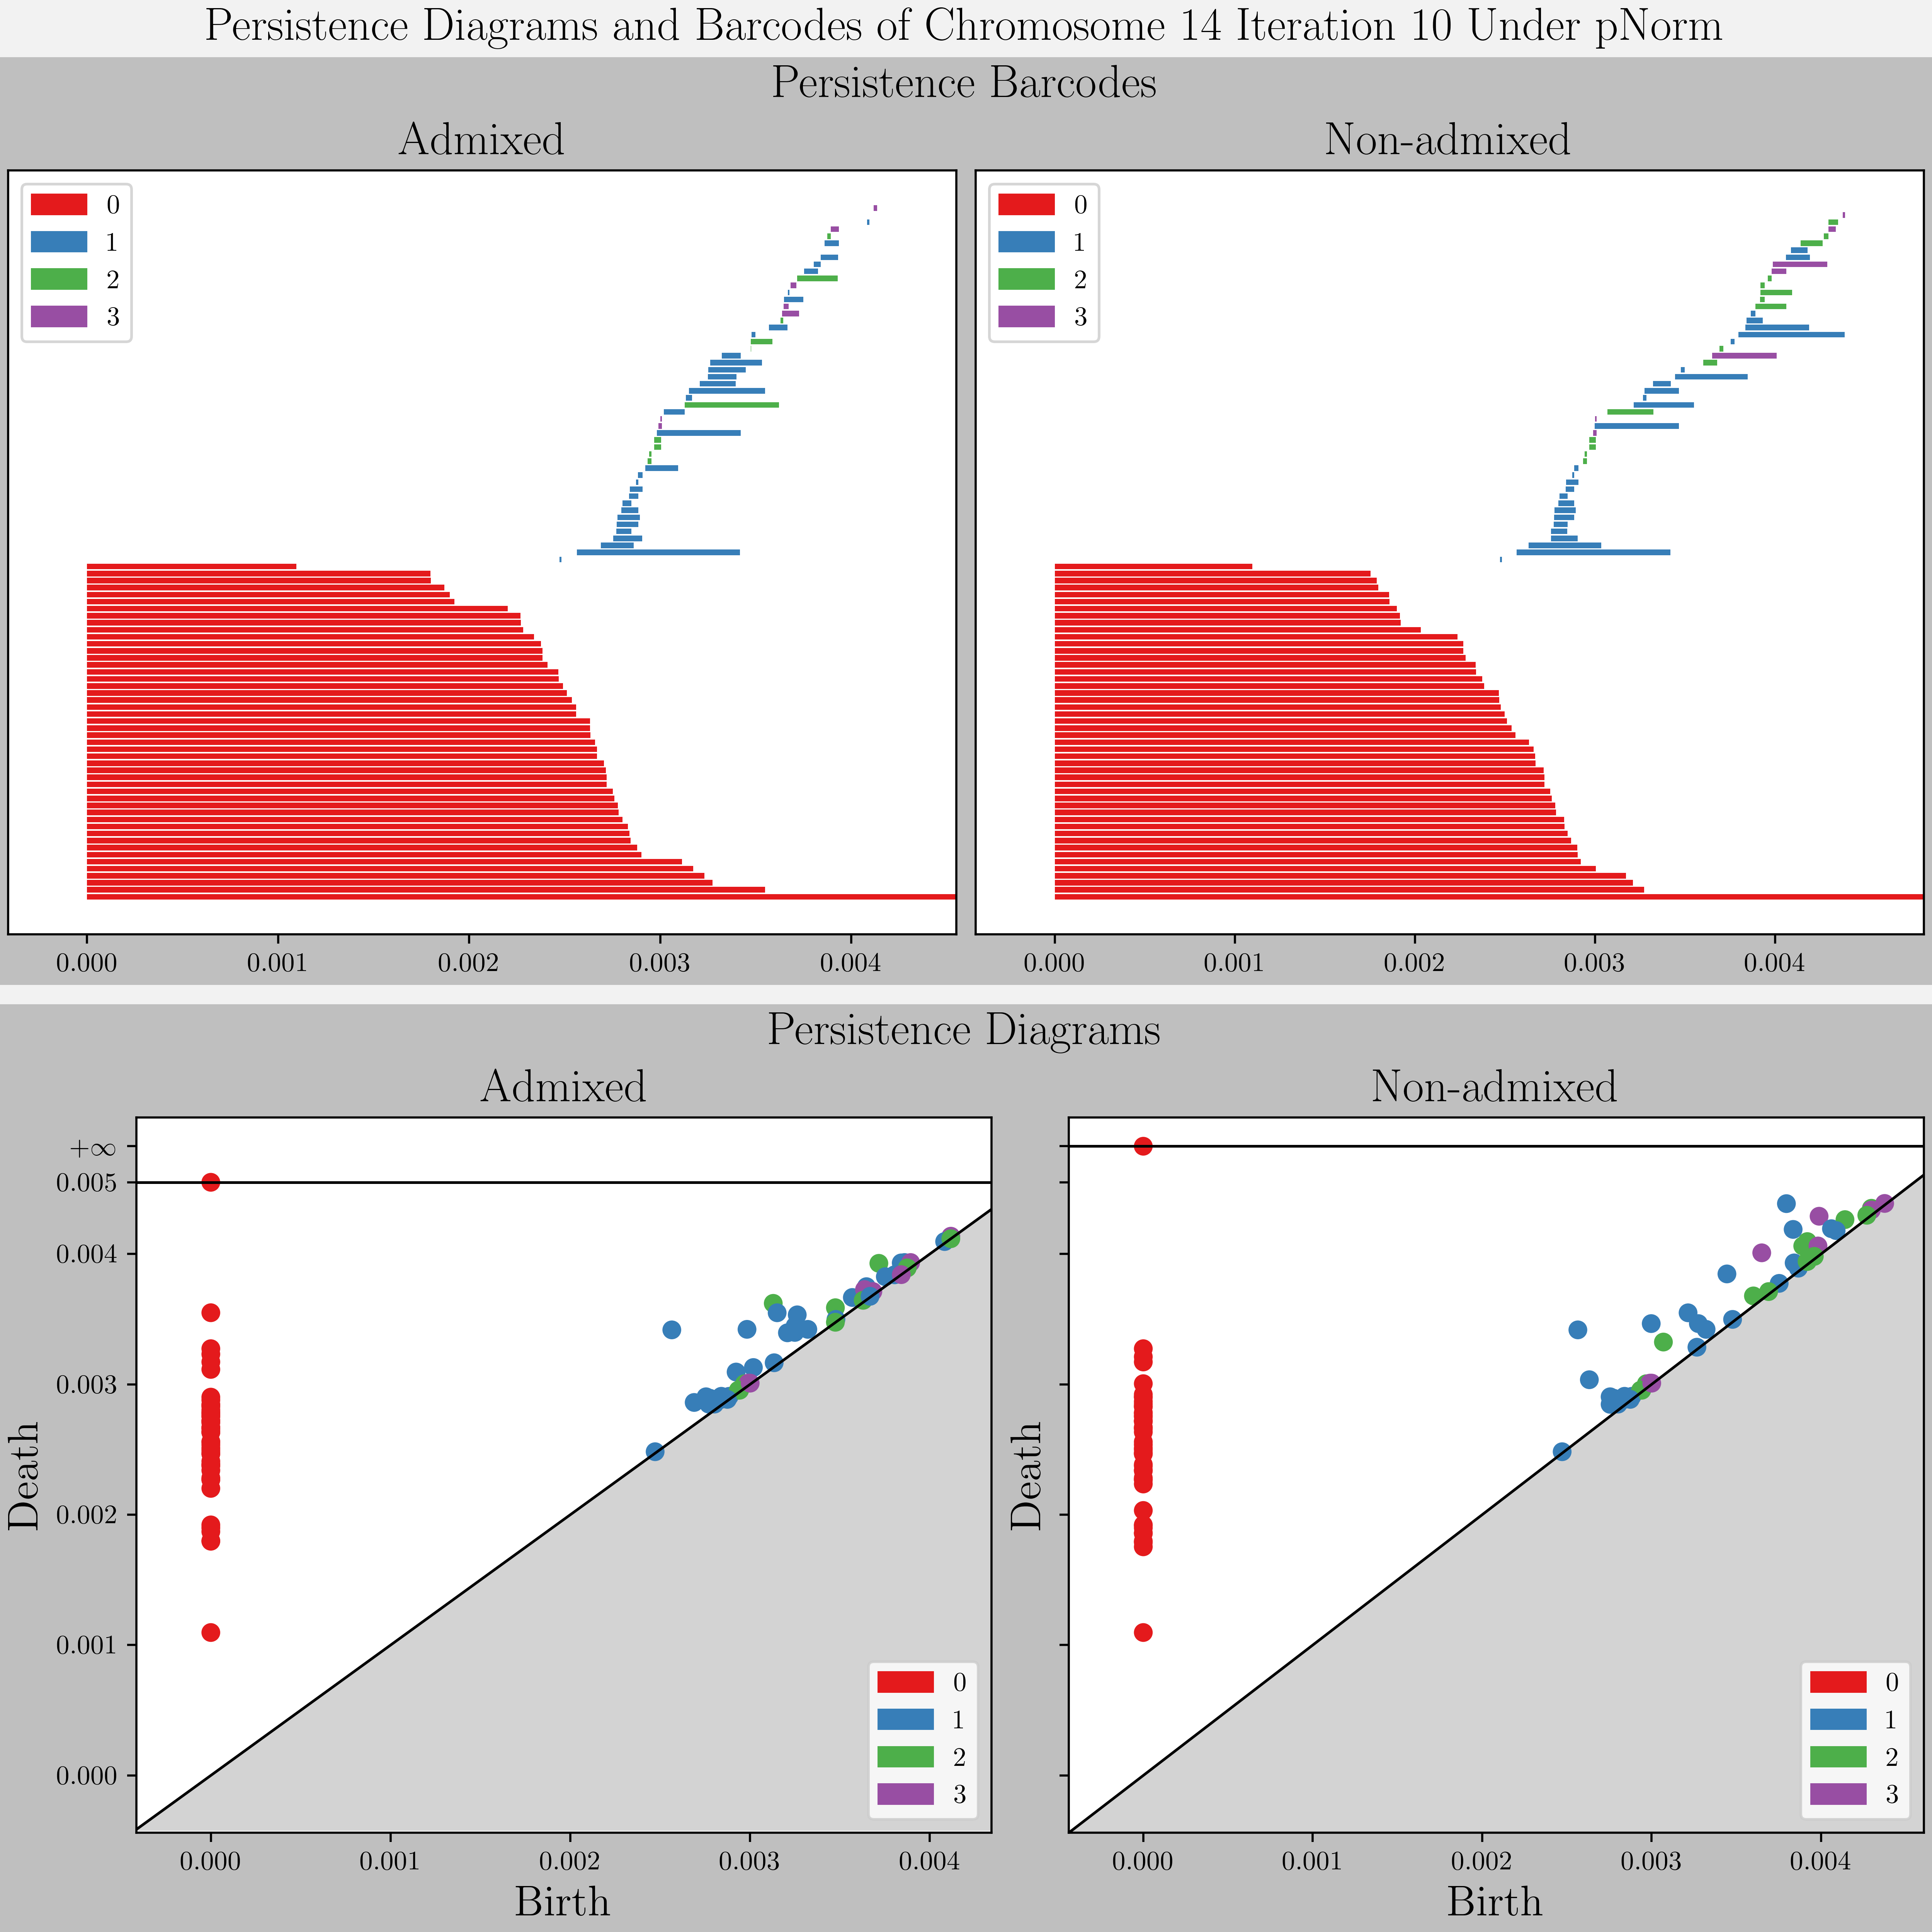 Persistence Diagrams and Barcodes of Chromosome 14 Iteration 10 Under pNorm
Persistence Barcodes
Admixed
Non-admixed
0
1
2
3
0
1
2
3
0.000 0.001 0.002 0.003 0.004
0.000 0.001 0.002 0.003 0.004
Persistence Diagrams
Admixed
Non-admixed
+∞
0.005
0.004
0.003
0.002
0.001
0.000
Death
0
1
2
3
0.000 0.001 0.002 0.003 0.004
Birth
Death
0
1
2
3
0.000 0.001 0.002 0.003 0.004
Birth